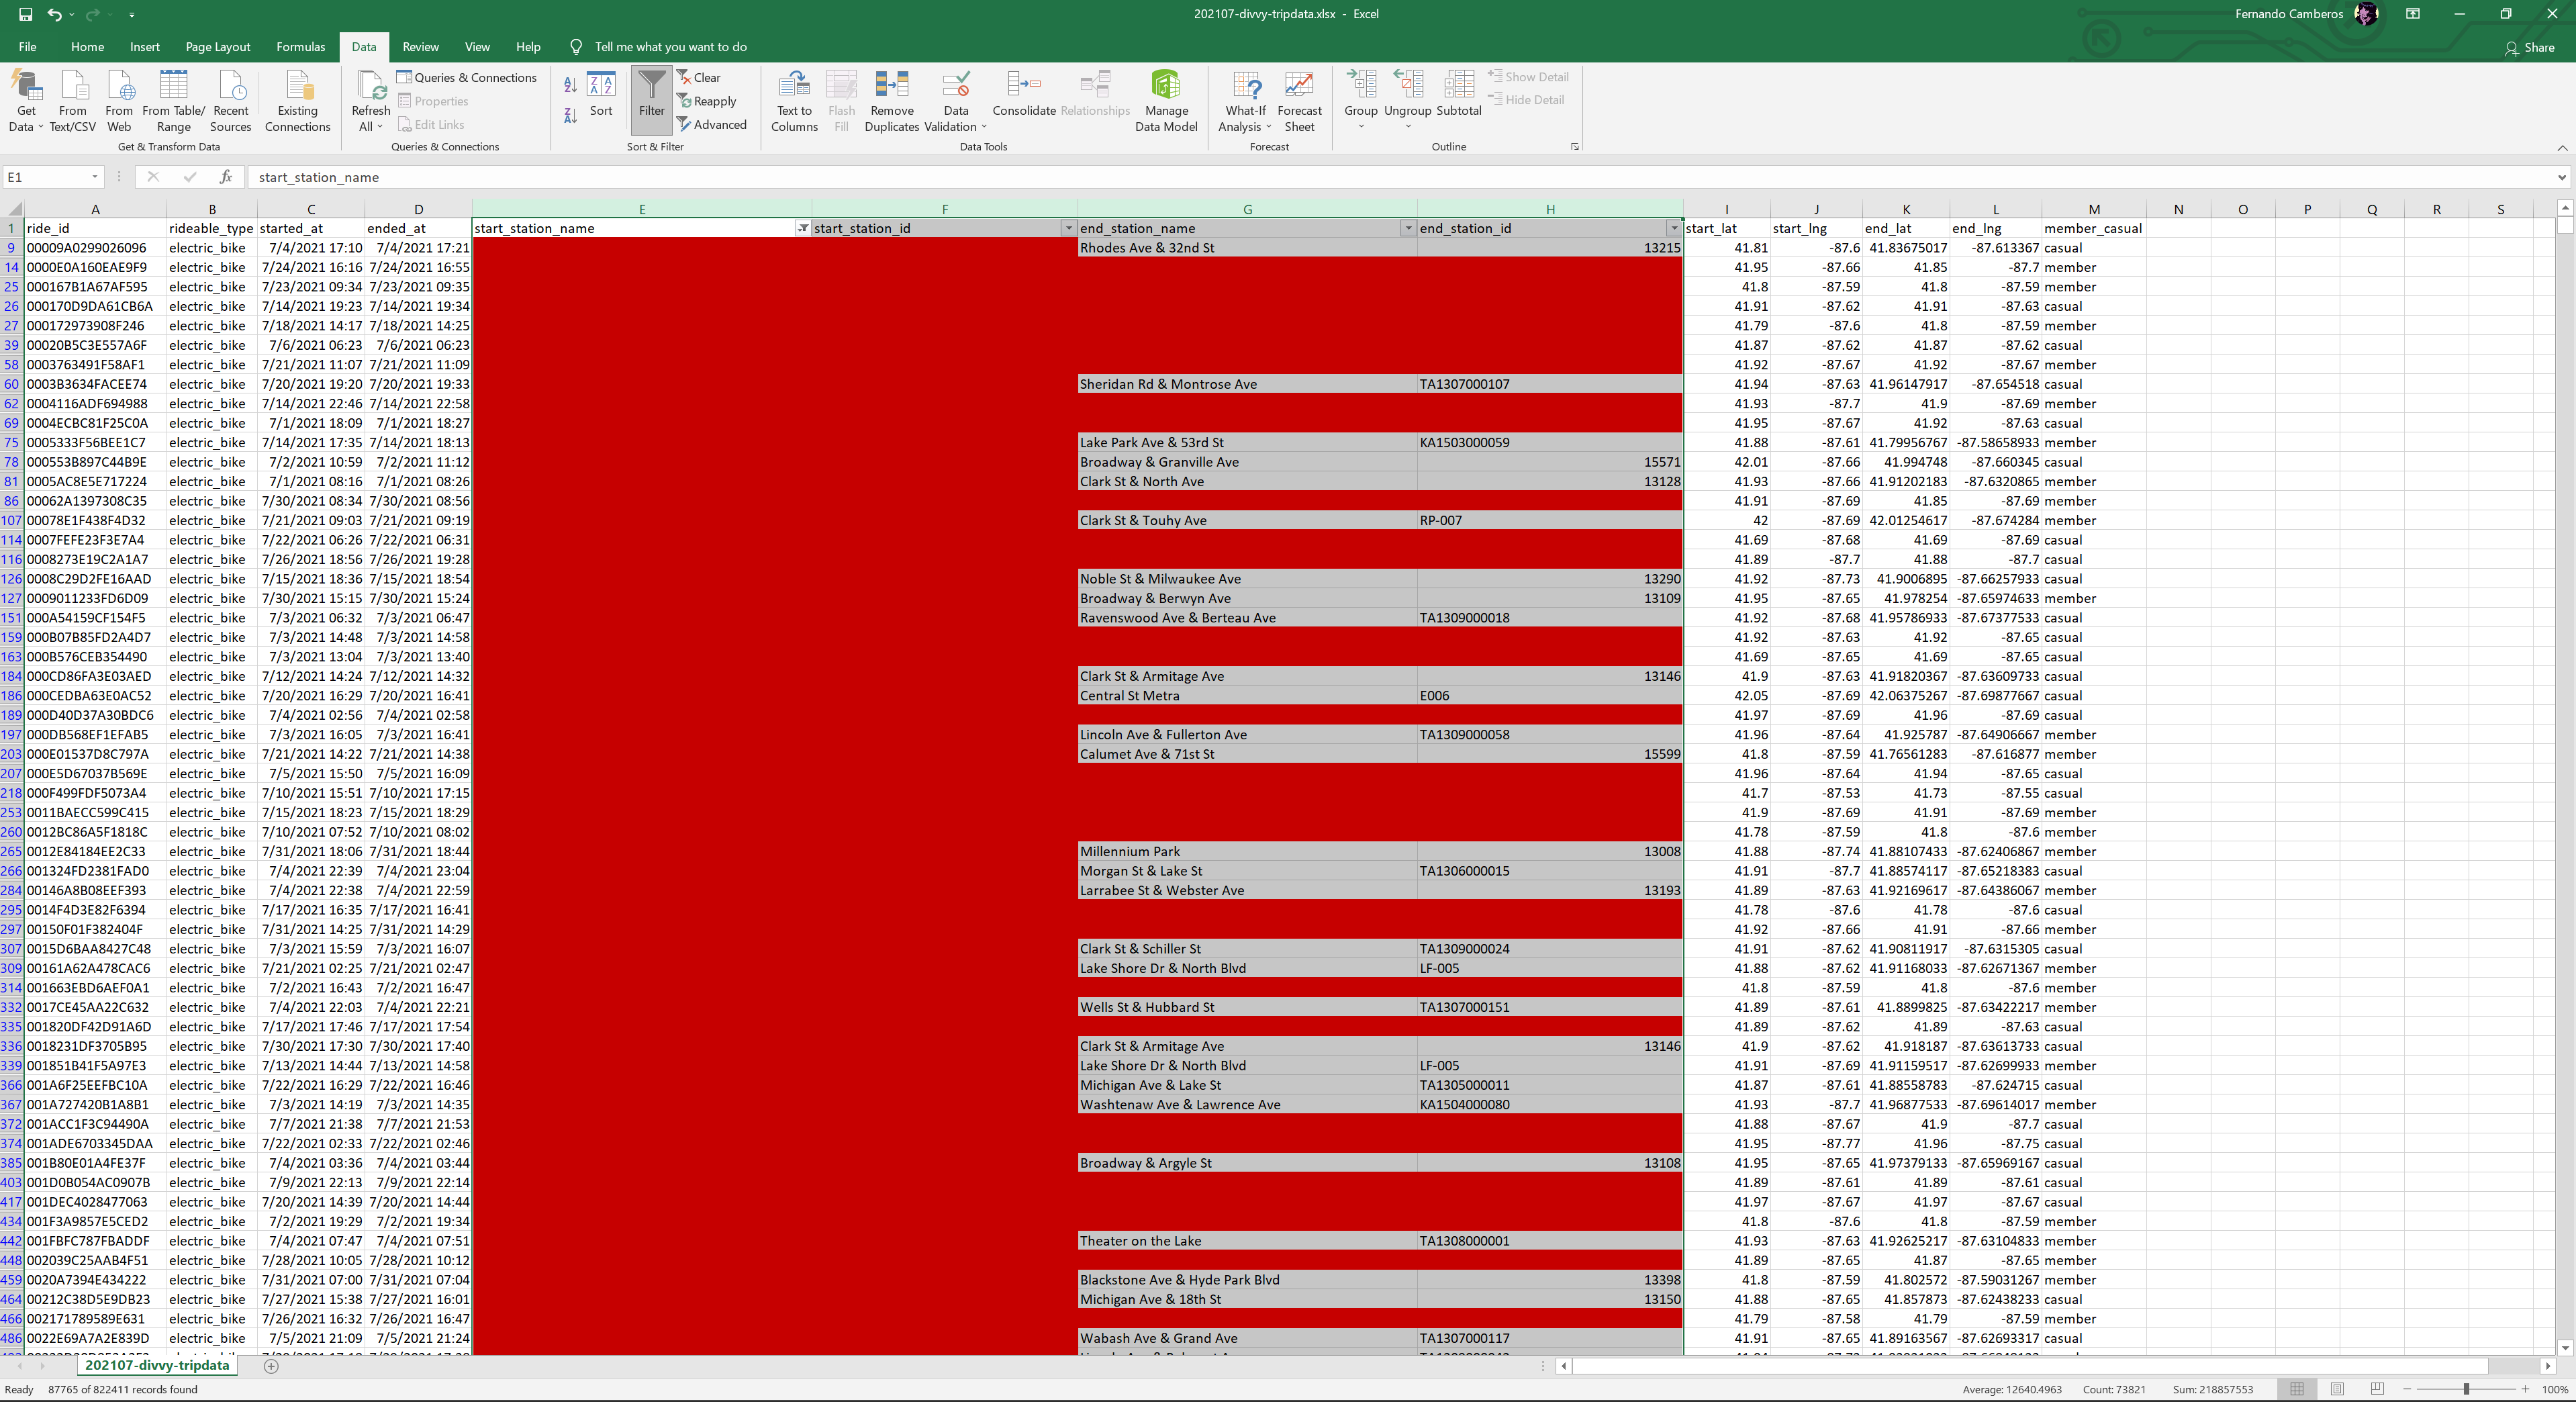 202107-divvy-tripdata.xlsx - Excel
Fernando Camberos
File Home Insert Page Layout Formulas Data Review View Help Tell me what you want to do
Share
Get Data From Text/CSV From Web From Table/ Range Recent Sources Existing Connections
Get & Transform Data
Refresh All Queries & Connections Properties Edit Links
Queries & Connections
Sort Filter Clear Reapply Advanced
Sort & Filter
Text to Columns Flash Fill Remove Duplicates Data Validation Consolidate Relationships Manage Data Model
Data Tools
What-If Analysis Forecast Sheet
Forecast
Group Ungroup Subtotal Show Detail Hide Detail
Outline
E1 fx start_station_name
A B C D E F G H I J K L M N O P Q R S
1 ride_id rideable_type started_at ended_at start_station_name start_station_id end_station_name end_station_id start_lat start_lng end_lat end_lng member_casual
9 00009A0299026096 electric_bike 7/4/2021 17:10 7/4/2021 17:21 Rhodes Ave & 32nd St 13215 41.81 -87.6 41.83675017 -87.613367 casual
14 0000E0A160EAE9F9 electric_bike 7/24/2021 16:16 7/24/2021 16:55 41.95 -87.66 41.85 -87.7 member
25 000167B1A67AF595 electric_bike 7/23/2021 09:34 7/23/2021 09:35 41.8 -87.59 41.8 -87.59 member
26 000170D9DA61CB6A electric_bike 7/14/2021 19:23 7/14/2021 19:34 41.91 -87.62 41.91 -87.63 casual
27 000172973908F246 electric_bike 7/18/2021 14:17 7/18/2021 14:25 41.79 -87.6 41.8 -87.59 member
39 00020B5C3E557A6F electric_bike 7/6/2021 06:23 7/6/2021 06:23 41.87 -87.62 41.87 -87.62 casual
58 0003763491F58AF1 electric_bike 7/21/2021 11:07 7/21/2021 11:09 41.92 -87.67 41.92 -87.67 member
60 0003B3634FACEE74 electric_bike 7/20/2021 19:20 7/20/2021 19:33 Sheridan Rd & Montrose Ave TA1307000107 41.94 -87.63 41.96147917 -87.654518 casual
62 0004116ADF694988 electric_bike 7/14/2021 22:46 7/14/2021 22:58 41.93 -87.7 41.9 -87.69 member
69 0004ECBC81F25C0A electric_bike 7/1/2021 18:09 7/1/2021 18:27 41.95 -87.67 41.92 -87.63 casual
75 0005333F56BEE1C7 electric_bike 7/14/2021 17:35 7/14/2021 18:13 Lake Park Ave & 53rd St KA1503000059 41.88 -87.61 41.79956767 -87.58658933 member
78 000553B897C44B9E electric_bike 7/2/2021 10:59 7/2/2021 11:12 Broadway & Granville Ave 15571 42.01 -87.66 41.994748 -87.660345 casual
81 0005AC8E5E717224 electric_bike 7/1/2021 08:16 7/1/2021 08:26 Clark St & North Ave 13128 41.93 -87.66 41.91202183 -87.6320865 casual
86 00062A1397308C35 electric_bike 7/30/2021 08:34 7/30/2021 08:56 41.91 -87.69 41.85 -87.69 member
107 00078E1F438F4D32 electric_bike 7/21/2021 09:03 7/21/2021 09:19 Clark St & Touhy Ave RP-007 42 -87.69 42.01254617 -87.674284 member
114 0007FEFE23F3E7A4 electric_bike 7/22/2021 06:26 7/22/2021 06:31 41.69 -87.68 41.69 -87.69 casual
116 0008273E19C2A1A7 electric_bike 7/26/2021 18:56 7/26/2021 19:28 41.89 -87.7 41.88 -87.7 casual
126 0008C29D2FE16AAD electric_bike 7/15/2021 18:36 7/15/2021 18:54 Noble St & Milwaukee Ave 13290 41.92 -87.73 41.9006895 -87.66257933 casual
127 0009011233FD6D09 electric_bike 7/30/2021 15:15 7/30/2021 15:24 Broadway & Berwyn Ave 13109 41.95 -87.65 41.978254 -87.65974633 member
151 000A54159CF154F5 electric_bike 7/3/2021 06:32 7/3/2021 06:47 Ravenswood Ave & Berteau Ave TA1309000018 41.92 -87.68 41.95786933 -87.67377533 casual
159 000B07B85FD2A4D7 electric_bike 7/3/2021 14:48 7/3/2021 14:58 41.92 -87.63 41.92 -87.65 casual
163 000B576CEB354490 electric_bike 7/3/2021 13:04 7/3/2021 13:40 41.69 -87.65 41.69 -87.65 casual
184 000CD86FA3E03AED electric_bike 7/12/2021 14:24 7/12/2021 14:32 Clark St & Armitage Ave 13146 41.9 -87.63 41.91820367 -87.63609733 casual
186 000CEDBA63E0AC52 electric_bike 7/20/2021 16:29 7/20/2021 16:41 Central St Metra E006 42.05 -87.69 42.06375267 -87.69877667 casual
189 000D40D37A30BDC6 electric_bike 7/4/2021 02:56 7/4/2021 02:58 41.97 -87.69 41.96 -87.69 casual
197 000DB568EF1EFAB5 electric_bike 7/3/2021 16:05 7/3/2021 16:41 Lincoln Ave & Fullerton Ave TA1309000058 41.96 -87.64 41.925787 -87.64906667 member
203 000E01537D8C797A electric_bike 7/21/2021 14:22 7/21/2021 14:38 Calumet Ave & 71st St 15599 41.8 -87.59 41.76561283 -87.616877 member
207 000E5D67037B569E electric_bike 7/5/2021 15:50 7/5/2021 16:09 41.96 -87.64 41.94 -87.65 casual
218 000F499FDF5073A4 electric_bike 7/10/2021 15:51 7/10/2021 17:15 41.7 -87.53 41.73 -87.55 casual
253 0011BAECC599C415 electric_bike 7/15/2021 18:23 7/15/2021 18:29 41.9 -87.69 41.91 -87.69 member
260 0012BC86A5F1818C electric_bike 7/10/2021 07:52 7/10/2021 08:02 41.78 -87.59 41.8 -87.6 member
265 0012E84184EE2C33 electric_bike 7/31/2021 18:06 7/31/2021 18:44 Millennium Park 13008 41.88 -87.74 41.88107433 -87.62406867 member
266 001324FD2381FAD0 electric_bike 7/4/2021 22:39 7/4/2021 23:04 Morgan St & Lake St TA1306000015 41.91 -87.7 41.88574117 -87.65218383 casual
284 00146A8B08EEF393 electric_bike 7/4/2021 22:38 7/4/2021 22:59 Larrabee St & Webster Ave 13193 41.89 -87.63 41.92169617 -87.64386067 member
295 0014F4D3E82F6394 electric_bike 7/17/2021 16:35 7/17/2021 16:41 41.78 -87.6 41.78 -87.6 casual
297 00150F01F382404F electric_bike 7/31/2021 14:25 7/31/2021 14:29 41.92 -87.66 41.91 -87.66 member
307 0015D6BAA8427C48 electric_bike 7/3/2021 15:59 7/3/2021 16:07 Clark St & Schiller St TA1309000024 41.91 -87.62 41.90811917 -87.6315305 casual
309 00161A62A478CAC6 electric_bike 7/21/2021 02:25 7/21/2021 02:47 Lake Shore Dr & North Blvd LF-005 41.88 -87.62 41.91168033 -87.62671367 member
314 001663EBD6AEF0A1 electric_bike 7/2/2021 16:43 7/2/2021 16:47 41.8 -87.59 41.8 -87.6 member
332 0017CE45AA22C632 electric_bike 7/4/2021 22:03 7/4/2021 22:21 Wells St & Hubbard St TA1307000151 41.89 -87.61 41.8899825 -87.63422217 member
335 001820DF42D91A6D electric_bike 7/17/2021 17:46 7/17/2021 17:54 41.89 -87.62 41.89 -87.63 casual
336 0018231DF3705B95 electric_bike 7/30/2021 17:30 7/30/2021 17:40 Clark St & Armitage Ave 13146 41.9 -87.62 41.918187 -87.63613733 casual
339 001851B41F5A97E3 electric_bike 7/13/2021 14:44 7/13/2021 14:58 Lake Shore Dr & North Blvd LF-005 41.91 -87.69 41.91159517 -87.62699933 member
366 001A6F25EEFBC10A electric_bike 7/22/2021 16:29 7/22/2021 16:46 Michigan Ave & Lake St TA1305000011 41.87 -87.61 41.88558783 -87.624715 casual
367 001A727420B1A8B1 electric_bike 7/3/2021 14:19 7/3/2021 14:35 Washtenaw Ave & Lawrence Ave KA1504000080 41.93 -87.7 41.96877533 -87.69614017 member
372 001ACC1F3C94490A electric_bike 7/7/2021 21:38 7/7/2021 21:53 41.88 -87.67 41.9 -87.7 casual
374 001ADE6703345DAA electric_bike 7/22/2021 02:33 7/22/2021 02:46 41.95 -87.77 41.96 -87.75 casual
385 001B80E01A4FE37F electric_bike 7/4/2021 03:36 7/4/2021 03:44 Broadway & Argyle St 13108 41.95 -87.65 41.97379133 -87.65969167 casual
403 001D0B054AC0907B electric_bike 7/9/2021 22:13 7/9/2021 22:14 41.89 -87.61 41.89 -87.61 casual
417 001DEC4028477063 electric_bike 7/20/2021 14:39 7/20/2021 14:44 41.97 -87.67 41.97 -87.67 casual
434 001F3A9857E5CED2 electric_bike 7/2/2021 19:29 7/2/2021 19:34 41.8 -87.6 41.8 -87.59 member
442 001FBFC787FBADDF electric_bike 7/4/2021 07:47 7/4/2021 07:51 Theater on the Lake TA1308000001 41.93 -87.63 41.92625217 -87.63104833 member
448 002039C25AAB4F51 electric_bike 7/28/2021 10:05 7/28/2021 10:12 41.89 -87.65 41.87 -87.65 casual
459 0020A7394E434222 electric_bike 7/31/2021 07:00 7/31/2021 07:04 Blackstone Ave & Hyde Park Blvd 13398 41.8 -87.59 41.802572 -87.59031267 member
464 00212C38D5E9DB23 electric_bike 7/27/2021 15:38 7/27/2021 16:01 Michigan Ave & 18th St 13150 41.88 -87.65 41.857873 -87.62438233 casual
466 002171789589E631 electric_bike 7/26/2021 16:32 7/26/2021 16:47 41.79 -87.58 41.79 -87.59 member
486 0022E69A7A2E839D electric_bike 7/5/2021 21:09 7/5/2021 21:24 Wabash Ave & Grand Ave TA1307000117 41.91 -87.65 41.89163567 -87.62693317 casual
202107-divvy-tripdata
Ready 87765 of 822411 records found Average: 12640.4963 Count: 73821 Sum: 218857553 100%